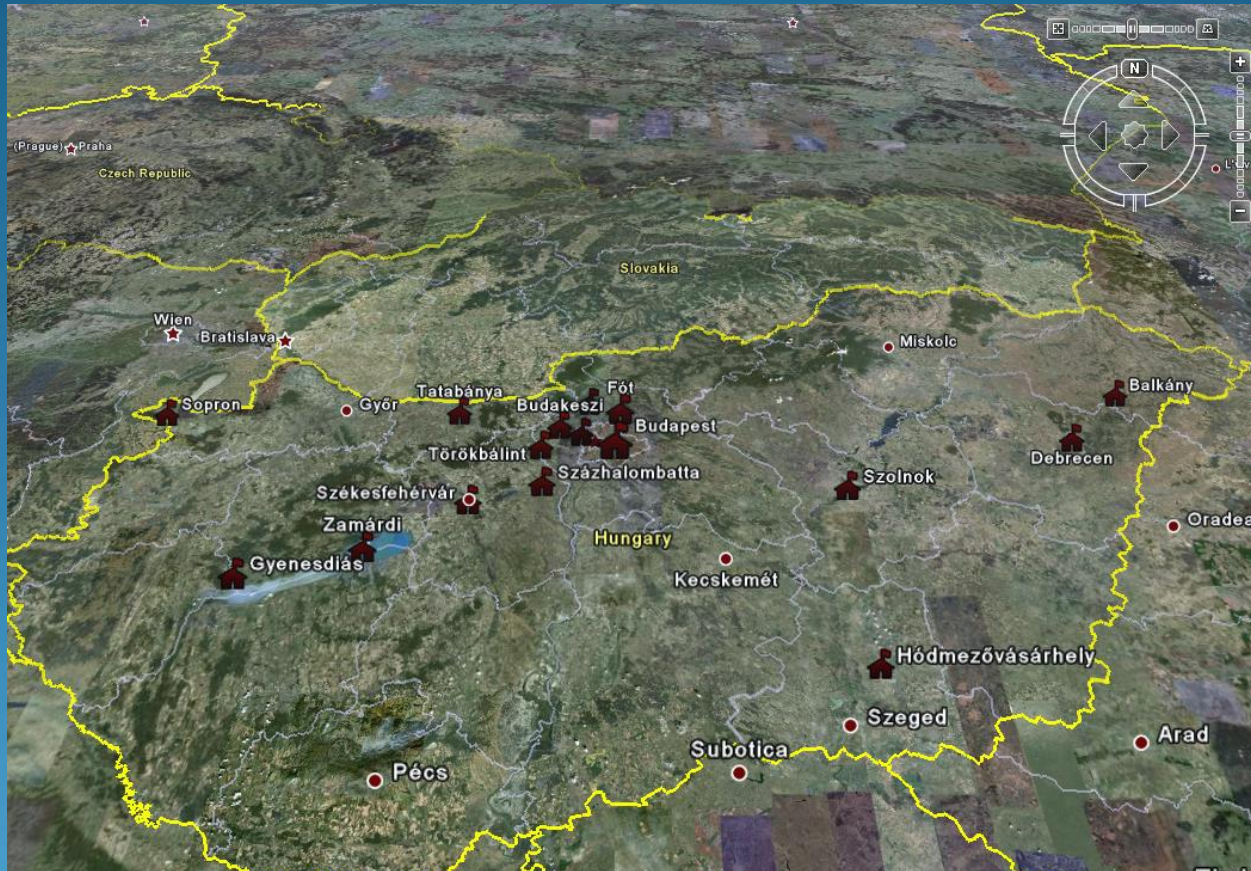 N
L'v
(Prague) Praha
Czech Republic
Slovakia
Wien
Bratislava
Miskolc
Balkány
Tatabánya
Fót
Sopron
Győr
Budakeszi
Budapest
Törökbálint
Debrecen
Százhalombatta
Szolnok
Székesfehérvár
Zamárdi
Oradea
Hungary
Gyenesdiás
Kecskemét
Hódmezővásárhely
Szeged
Arad
Subotica
Pécs